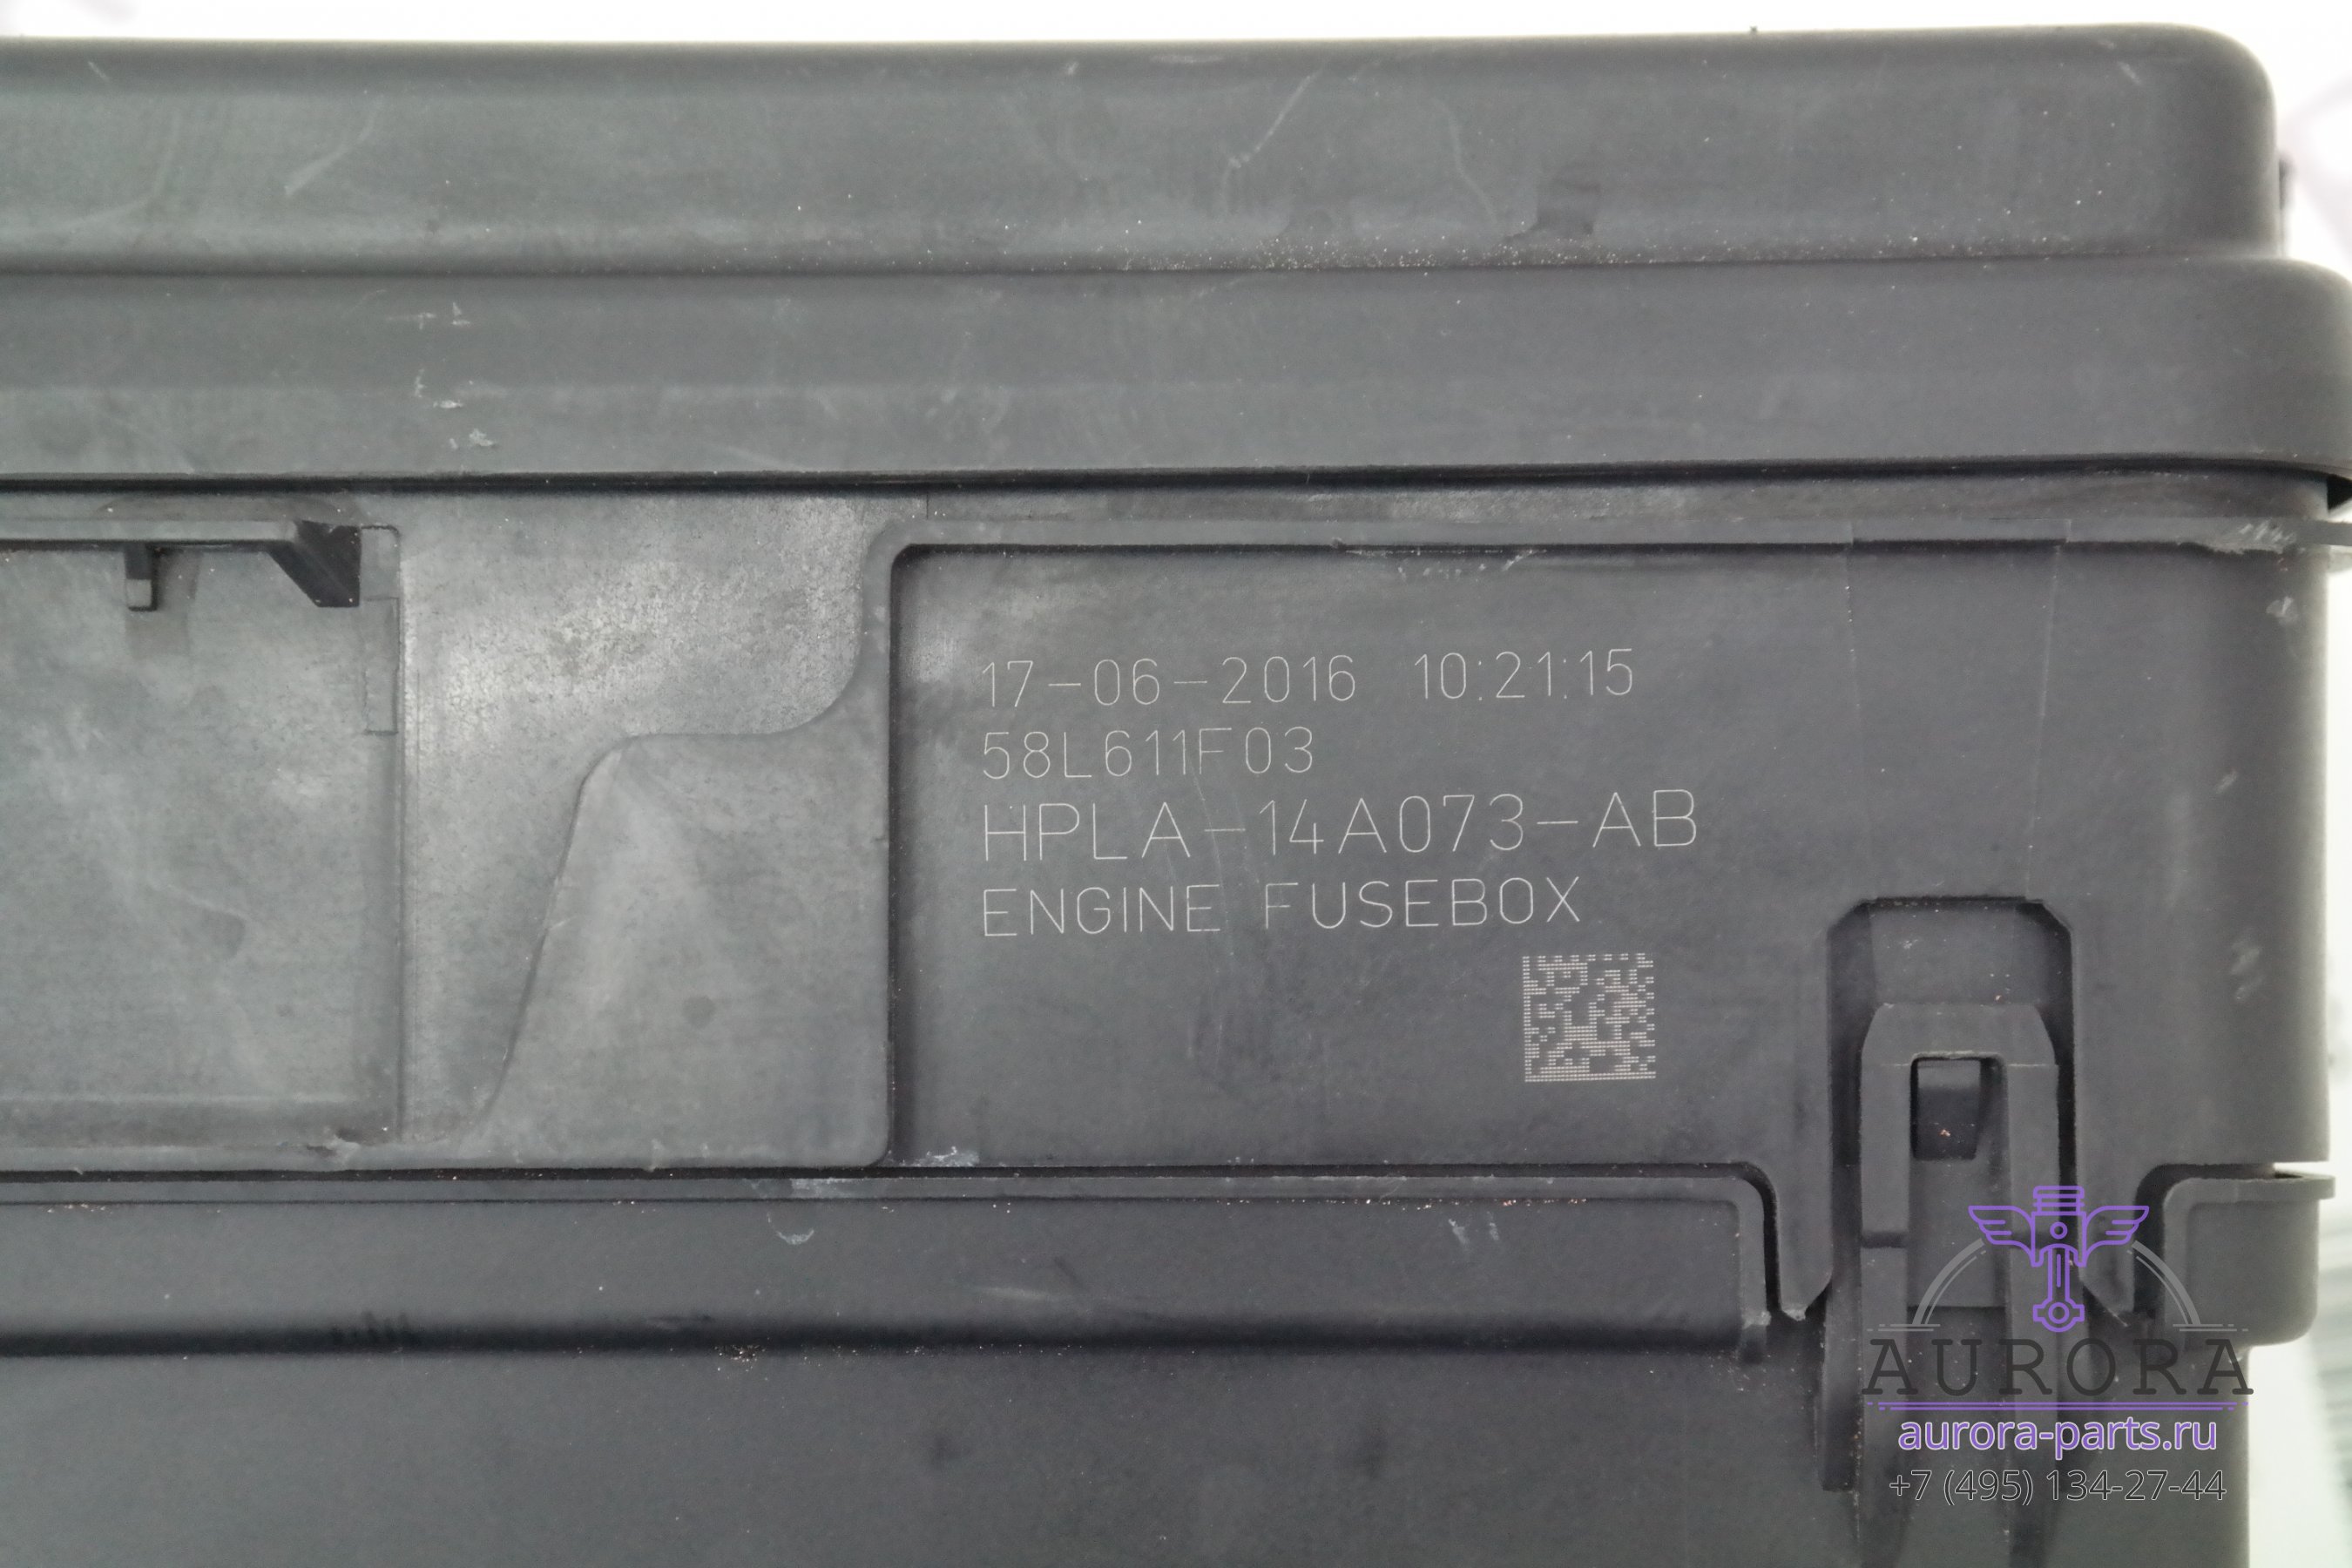 17-06-2016 10:21:15
58L611F03
HPLA-14A073-AB
ENGINE FUSEBOX
AURORA
aurora-parts.ru
+7 (495) 134-27-44